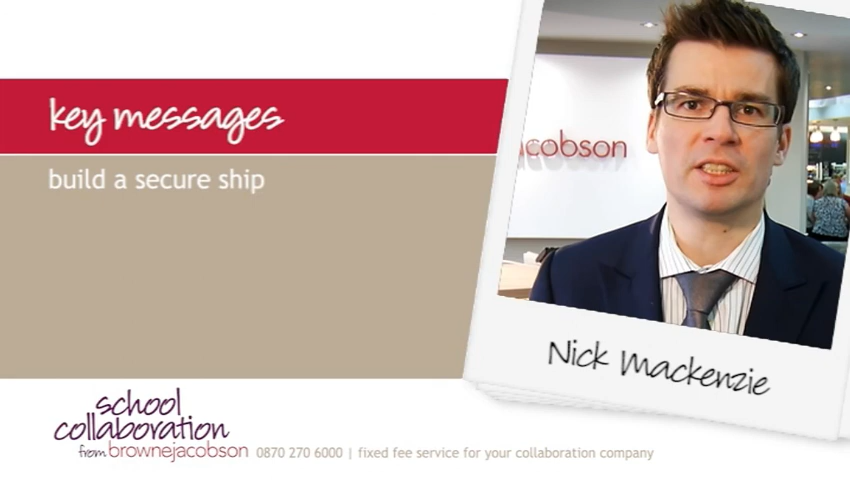 key messages
build a secure ship
jacobson
Nick Mackenzie
school
collaboration
from brownejacobson 0870 270 6000 | fixed fee service for your collaboration company